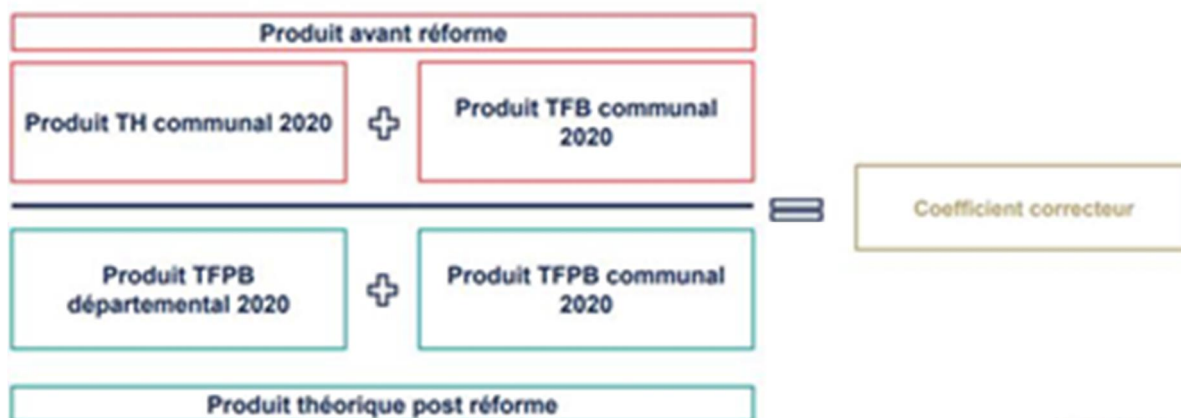 Produit avant réforme
Produit TH communal 2020
Produit TFB communal
2020
Coefficient correcteur
Produit TFPB
départemental 2020
Produit TFPB communal
2020
Produit théorique post réforme